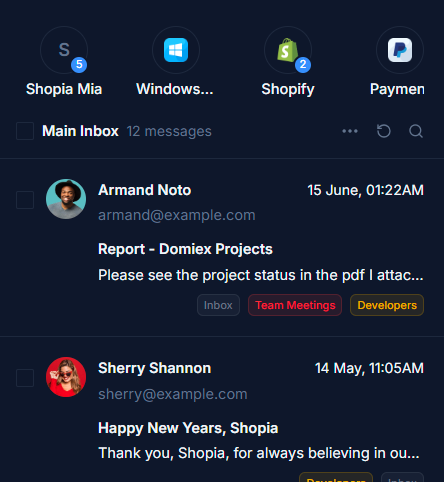 S
5
2
Shopia Mia Windows... Shopify Paymen
Main Inbox 12 messages
Armand Noto 15 June, 01:22AM
armand@example.com
Report - Domiex Projects
Please see the project status in the pdf I attac...
Inbox Team Meetings Developers
Sherry Shannon 14 May, 11:05AM
sherry@example.com
Happy New Years, Shopia
Thank you, Shopia, for always believing in ou...
Developers Inbox